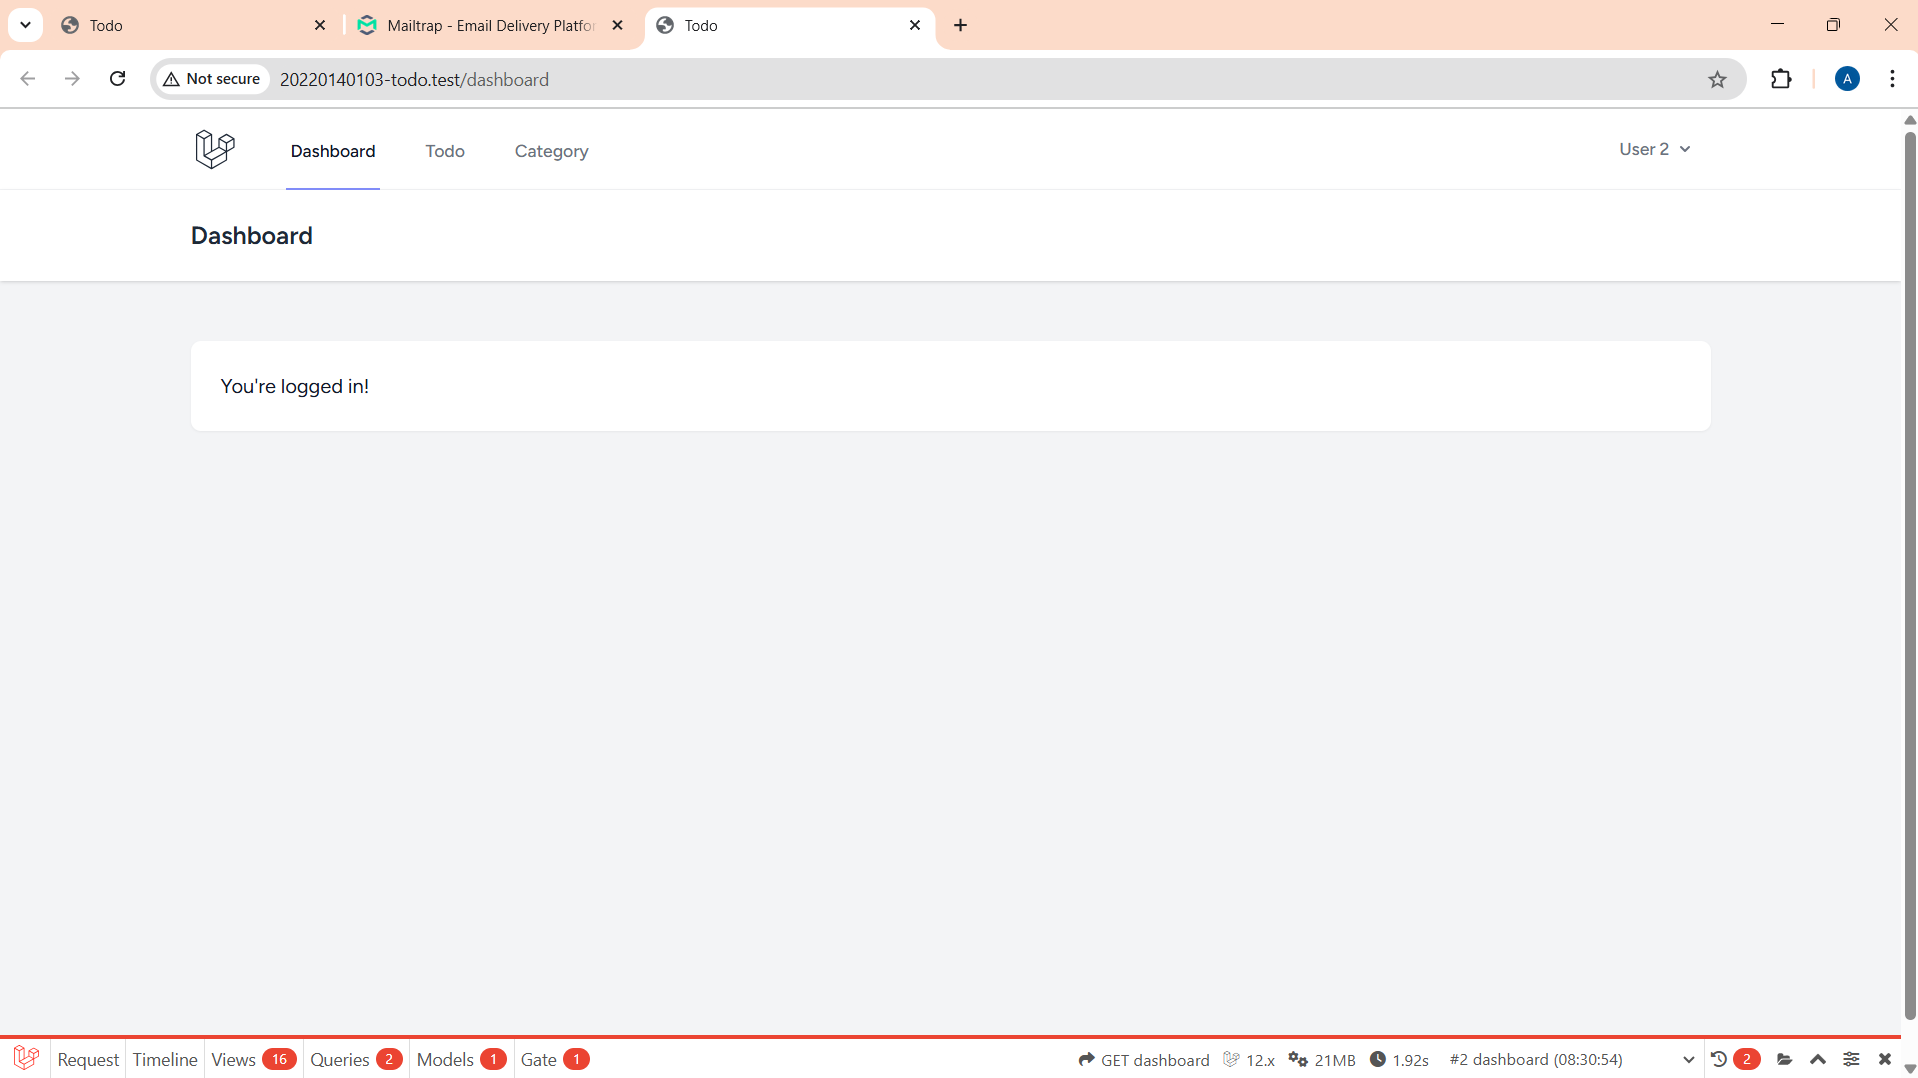 Todo
Mailtrap - Email Delivery Platfor
Todo
Not secure
20220140103-todo.test/dashboard
A
Dashboard
Todo
Category
User 2
Dashboard
You're logged in!
Request
Timeline
Views 16
Queries 2
Models 1
Gate 1
GET dashboard
12.x
21MB
1.92s
#2 dashboard (08:30:54)
2